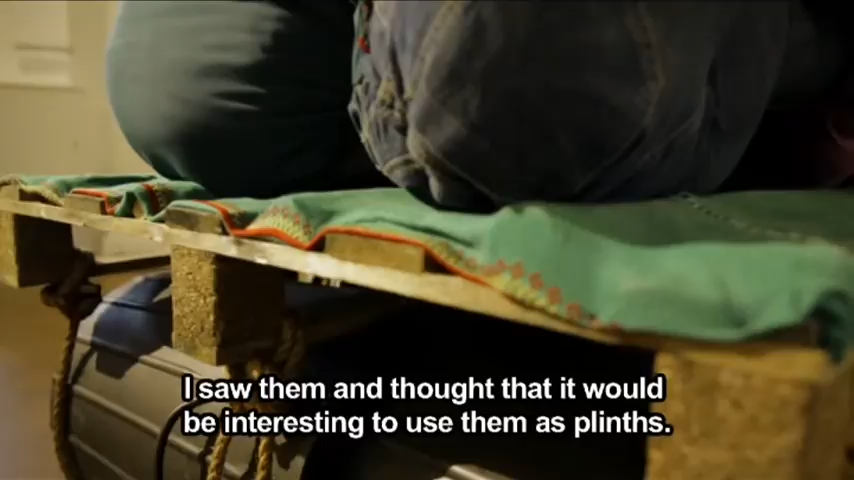 I saw them and thought that it would
be interesting to use them as plinths.